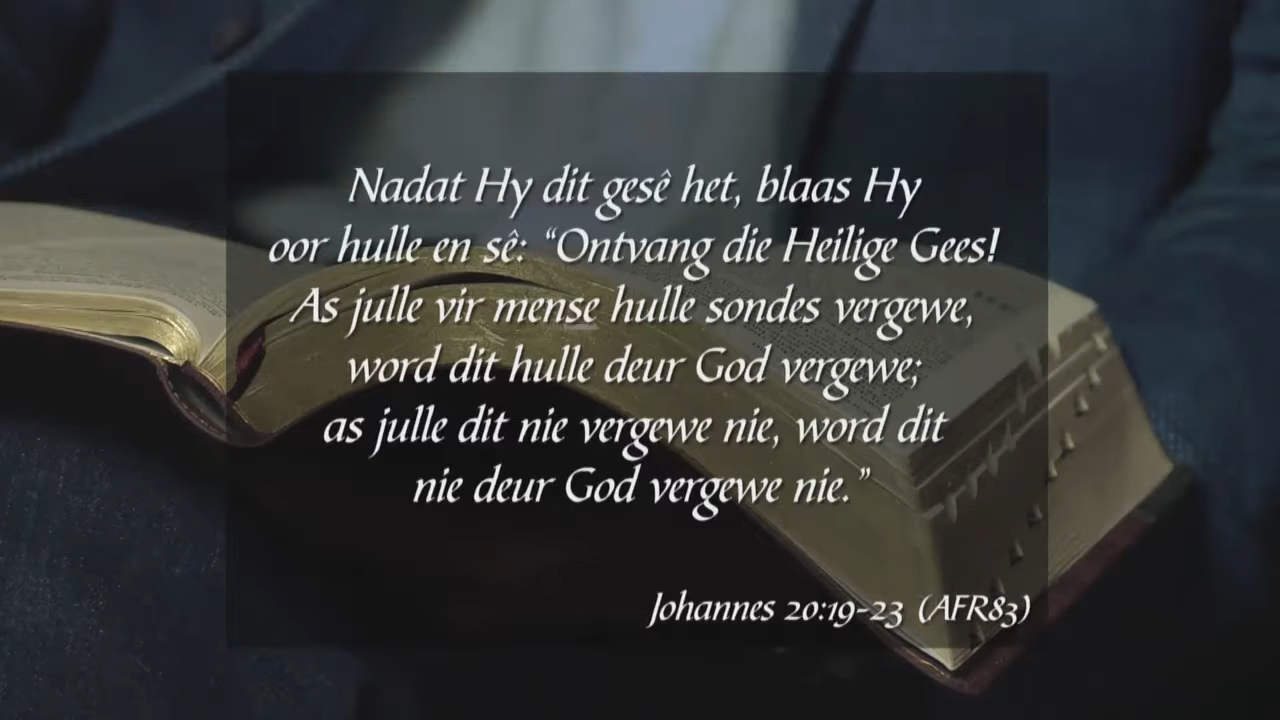 Nadat Hy dit gesê het, blaas Hy
oor hulle en sê: “Ontvang die Heilige Gees!
As julle vir mense hulle sondes vergewe,
word dit hulle deur God vergewe;
as julle dit nie vergewe nie, word dit
nie deur God vergewe nie.”
Johannes 20:19-23 (AFR83)